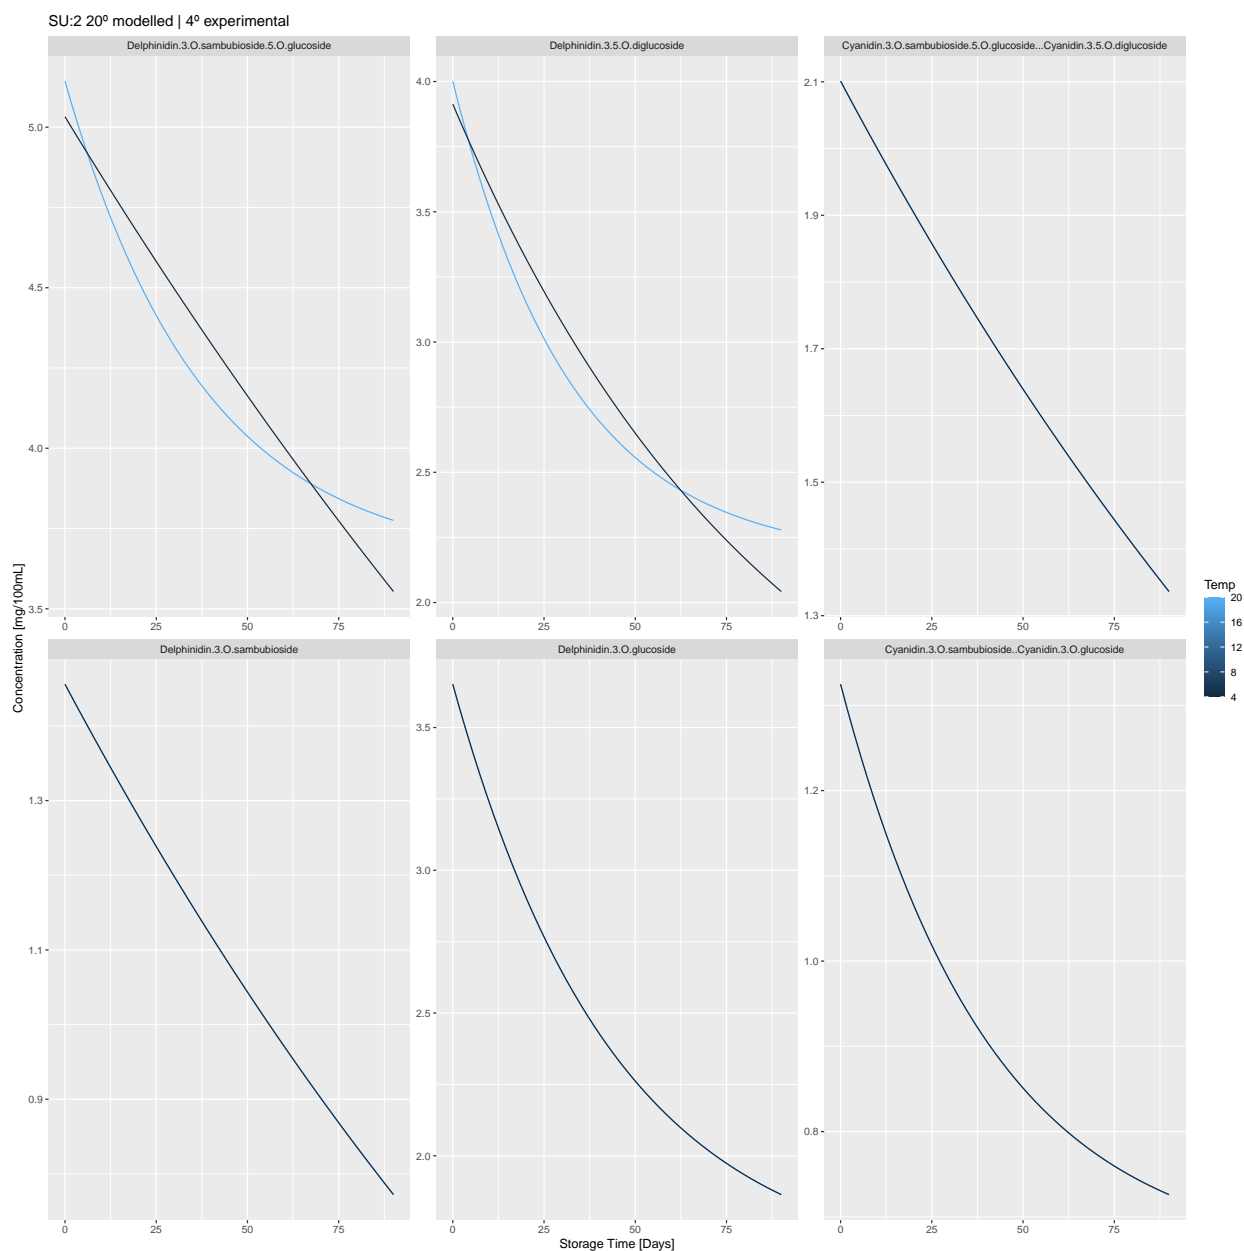 SU:2 20º modelled | 4º experimental
Delphinidin.3.O.sambubioside.5.O.glucoside
Delphinidin.3.5.O.diglucoside
Cyanidin.3.O.sambubioside.5.O.glucoside...Cyanidin.3.5.O.diglucoside
5.0
4.5
4.0
3.5
0 25 50 75
4.0
3.5
3.0
2.5
2.0
0 25 50 75
2.1
1.9
1.7
1.5
1.3
0 25 50 75
Concentration [mg/100mL]
Delphinidin.3.O.sambubioside
Delphinidin.3.O.glucoside
Cyanidin.3.O.sambubioside..Cyanidin.3.O.glucoside
1.3
1.1
0.9
0 25 50 75
3.5
3.0
2.5
2.0
0 25 50 75
1.2
1.0
0.8
0 25 50 75
Storage Time [Days]
Temp
20
16
12
8
4